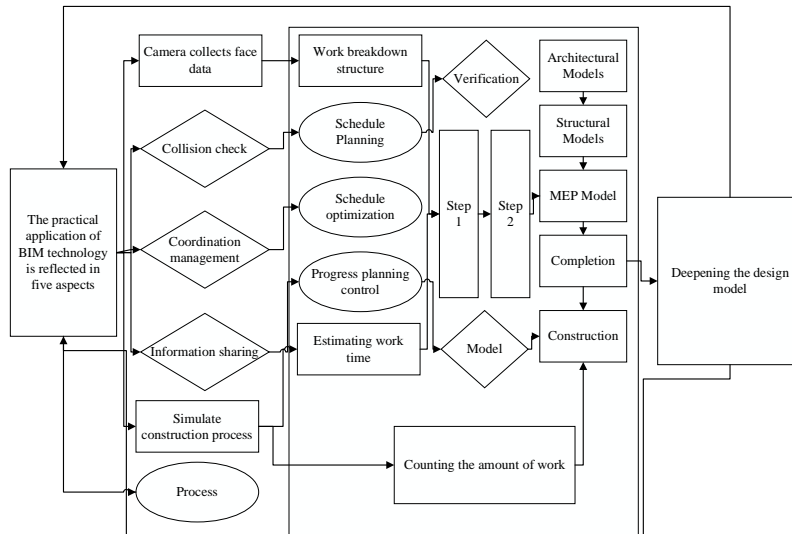 Camera collects face
data
Work breakdown
structure
Verification
Architectural
Models
Collision check
Schedule
Planning
Structural
Models
The practical
application of
BIM technology
is reflected in
five aspects
Coordination
management
Schedule
optimization
Step
1
Step
2
MEP Model
Progress planning
control
Completion
Deepening the design
model
Information sharing
Estimating work
time
Model
Construction
Simulate
construction process
Counting the amount of work
Process